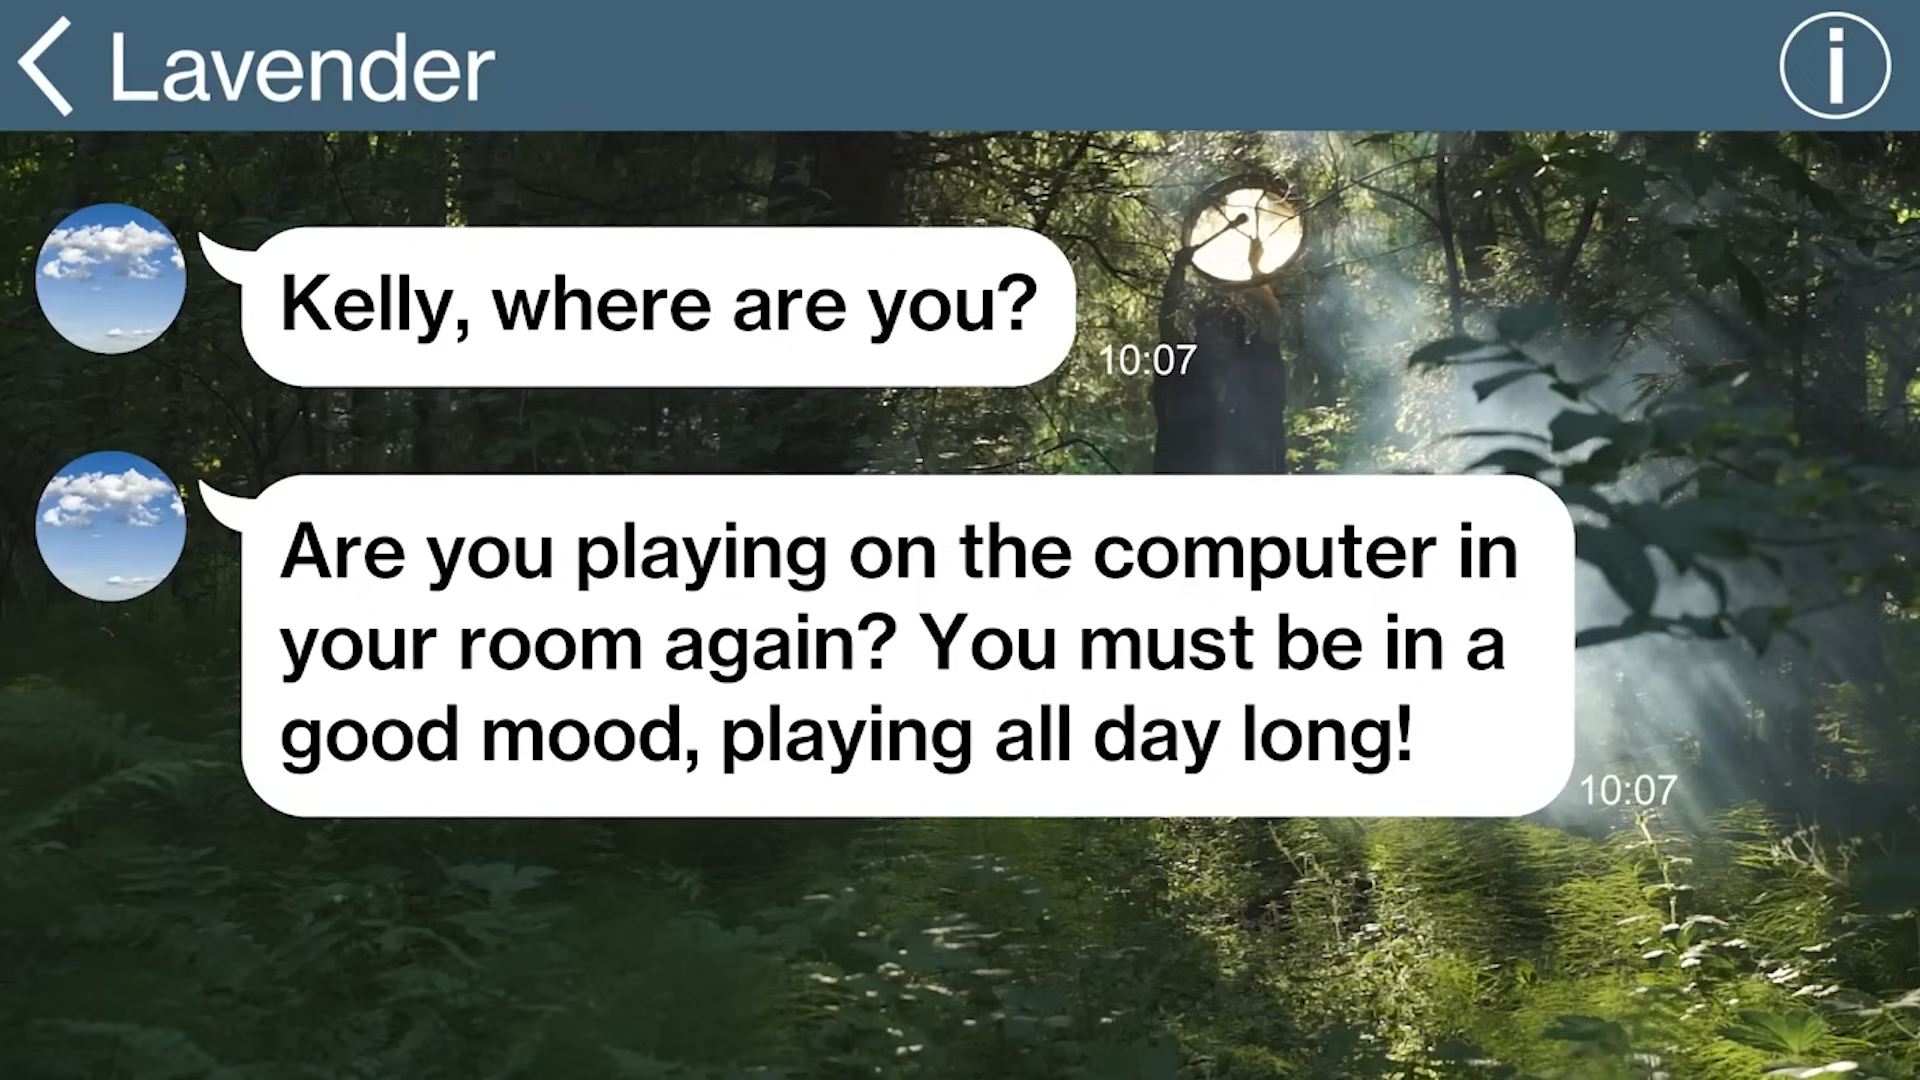 Lavender
Kelly, where are you?
10:07
Are you playing on the computer in
your room again? You must be in a
good mood, playing all day long!
10:07